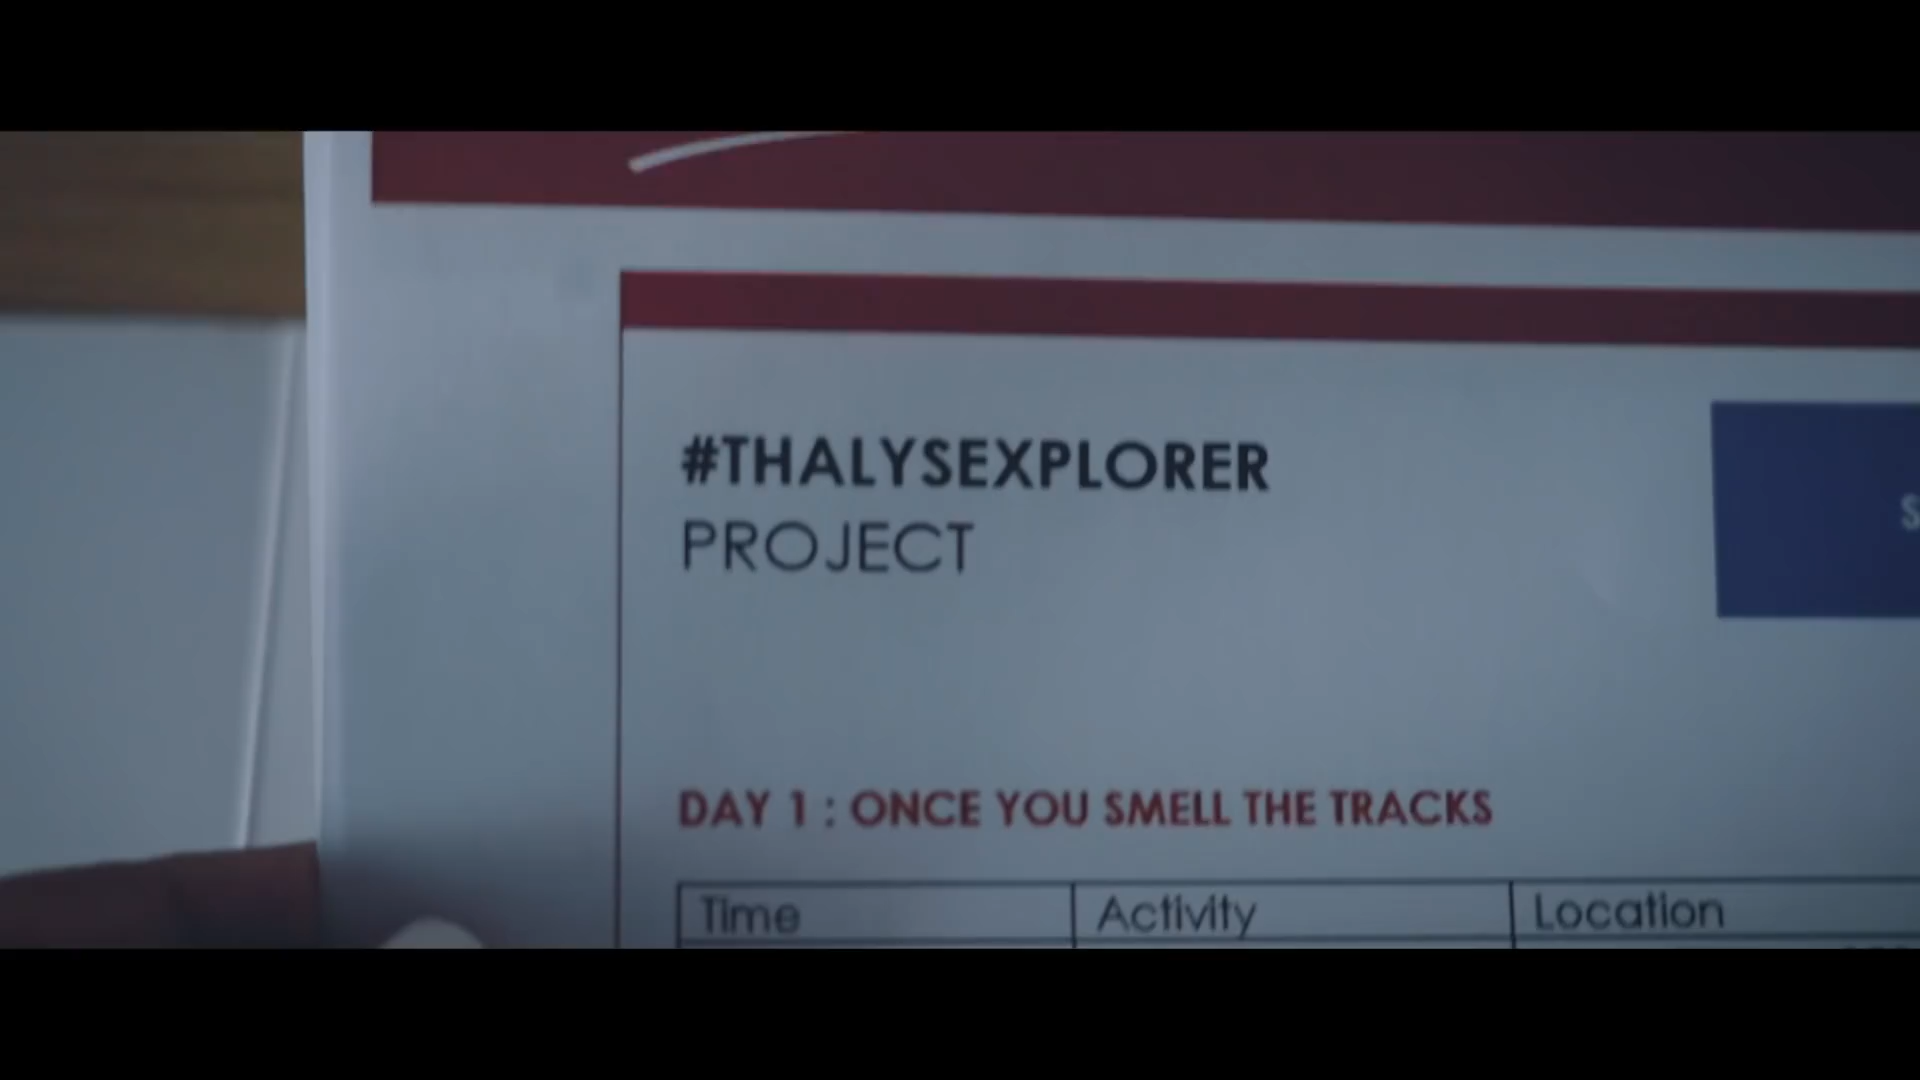 #THALYSEXPLORER
PROJECT
DAY 1 : ONCE YOU SMELL THE TRACKS
Time Activity Location